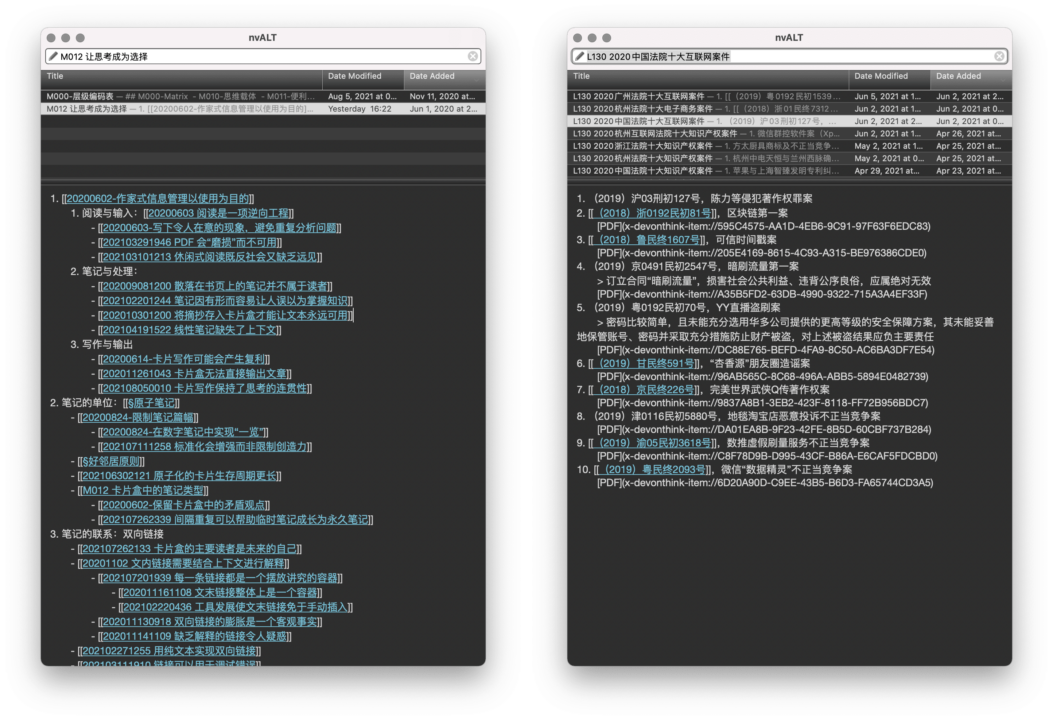 nvALT
M012 让思考成为选择
Title Date Modified Date Added
M000-层级编码表 — ## M000-Matrix - M010-思维载体 - M011-便利... Aug 5, 2021 at 0... Nov 11, 2020 at...
M012 让思考成为选择 — 1. [[20200602-作家式信息管理以使用为目的]... Yesterday 16:22 Jun 1, 2020 at 2...
1. [[20200602-作家式信息管理以使用为目的]]
1. 阅读与输入：[[20200603 阅读是一项逆向工程]]
- [[20200603-写下令人在意的现象，避免重复分析问题]]
- [[202103291946 PDF 会“磨损”而不可用]]
- [[202103101213 休闲式阅读既反社会又缺乏远见]]
2. 笔记与处理：
- [[202009081200 散落在书页上的笔记并不属于读者]]
- [[202102201244 笔记因有形而容易让人误以为掌握知识]]
- [[202010301200 将摘抄存入卡片盒才能让文本永远可用]]
- [[202104191522 线性笔记缺失了上下文]]
3. 写作与输出
- [[20200614-卡片写作可能会产生复利]]
- [[202011261043 卡片盒无法直接输出文章]]
- [[202108050010 卡片写作保持了思考的连贯性]]
2. 笔记的单位：[[§原子笔记]]
- [[20200824-限制笔记篇幅]]
- [[20200824-在数字笔记中实现“一览”]]
- [[202107111258 标准化会增强而非限制创造力]]
- [[§好邻居原则]]
- [[202106302121 原子化的卡片生存周期更长]]
- [[M012 卡片盒中的笔记类型]]
- [[20200602-保留卡片盒中的矛盾观点]]
- [[202107262339 间隔重复可以帮助临时笔记成长为永久笔记]]
3. 笔记的联系：双向链接
- [[202107262133 卡片盒的主要读者是未来的自己]]
- [[20201102 文内链接需要结合上下文进行解释]]
- [[202107201939 每一条链接都是一个摆放讲究的容器]]
- [[202011161108 文末链接整体上是一个容器]]
- [[202102220436 工具发展使文末链接免于手动插入]]
- [[202011130918 双向链接的膨胀是一个客观事实]]
- [[202011141109 缺乏解释的链接令人疑惑]]
- [[202102271255 用纯文本实现双向链接]]
- [[202103111910 链接可以用于调试错误]]
nvALT
L130 2020 中国法院十大互联网案件
Title Date Modified Date Added
L130 2020 广州法院十大互联网案件 — 1. [[（2019）粤 0192 民初 1539... Jun 5, 2021 at 1... Jun 2, 2021 at 2...
L130 2020 杭州法院十大电子商务案件 — 1. [[（2018）浙 01 民终 7312... Jun 2, 2021 at 1... Jun 2, 2021 at 0...
L130 2020 中国法院十大互联网案件 — 1. （2019）沪 03 刑初 127 号，... Jun 2, 2021 at 2... Jun 2, 2021 at 0...
L130 2020 杭州互联网法院十大知识产权案件 — 1. 微信群控软件案（Xp... Jun 2, 2021 at 1... Apr 26, 2021 at...
L130 2020 浙江法院十大知识产权案件 — 1. 方太厨具商标及不正当竞争... May 2, 2021 at 1... Apr 25, 2021 at...
L130 2020 杭州法院十大知识产权案件 — 1. 杭州中电天恒与兰州西脉确... May 2, 2021 at 0... Apr 25, 2021 at...
L130 2020 中国法院十大知识产权案件 — 1. 苹果与上海智臻发明专利纠... Apr 29, 2021 at... Apr 23, 2021 at...
1. （2019）沪03刑初127号，陈力等侵犯著作权罪案
2. [[（2018）浙0192民初81号]]，区块链第一案
[PDF](x-devonthink-item://595C4575-AA1D-4EB6-9C91-97F63F6EDC83)
3. [[（2018）鲁民终1607号]]，可信时间戳案
[PDF](x-devonthink-item://205E4169-8615-4C93-A315-BE976386CDE0)
4. （2019）京0491民初2547号，暗刷流量第一案
> 订立合同“暗刷流量”，损害社会公共利益、违背公序良俗，应属绝对无效
[PDF](x-devonthink-item://A35B5FD2-63DB-4990-9322-715A3A4EF33F)
5. （2019）粤0192民初70号，YY直播盗刷案
> 密码比较简单，且未能充分选用华多公司提供的更高等级的安全保障方案，其未能妥善
地保管账号、密码并采取充分措施防止财产被盗，对上述被盗结果应负主要责任
[PDF](x-devonthink-item://DC88E765-BEFD-4FA9-8C50-AC6BA3DF7E54)
6. [[（2019）甘民终591号]]，“杏香源”朋友圈造谣案
[PDF](x-devonthink-item://96AB565C-8C68-496A-ABB5-5894E0482739)
7. [[（2018）京民终226号]]，完美世界武侠Q传著作权案
[PDF](x-devonthink-item://9837A8B1-3EB2-423F-8118-FF72B956BDC7)
8. （2019）津0116民初5880号，地毯淘宝店恶意投诉不正当竞争案
[PDF](x-devonthink-item://DA01EA8B-9F23-42FE-8B5D-60CBF737B284)
9. [[（2019）渝05民初3618号]]，数推虚假刷量服务不正当竞争案
[PDF](x-devonthink-item://C8F78D9B-D995-43CF-B86A-E6CAF5FDCBD0)
10. [[（2019）粤民终2093号]]，微信“数据精灵”不正当竞争案
[PDF](x-devonthink-item://6D20A90D-C9EE-43B5-B6D3-FA65744CD3A5)